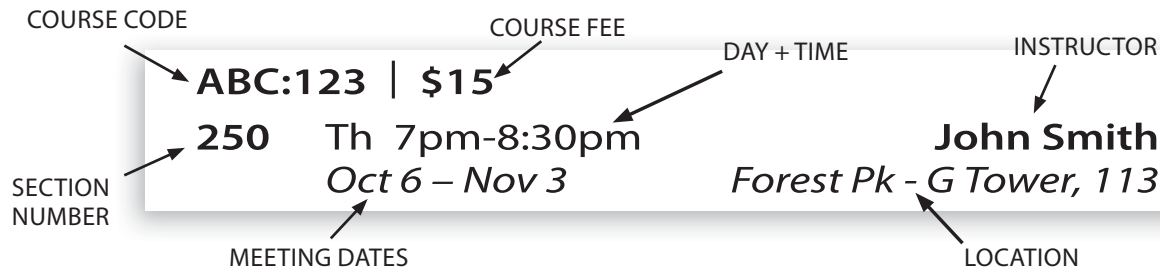 COURSE CODE
COURSE FEE
DAY + TIME
INSTRUCTOR
ABC:123 | $15
250 Th 7pm-8:30pm John Smith
Oct 6 – Nov 3 Forest Pk - G Tower, 113
SECTION
NUMBER
MEETING DATES
LOCATION